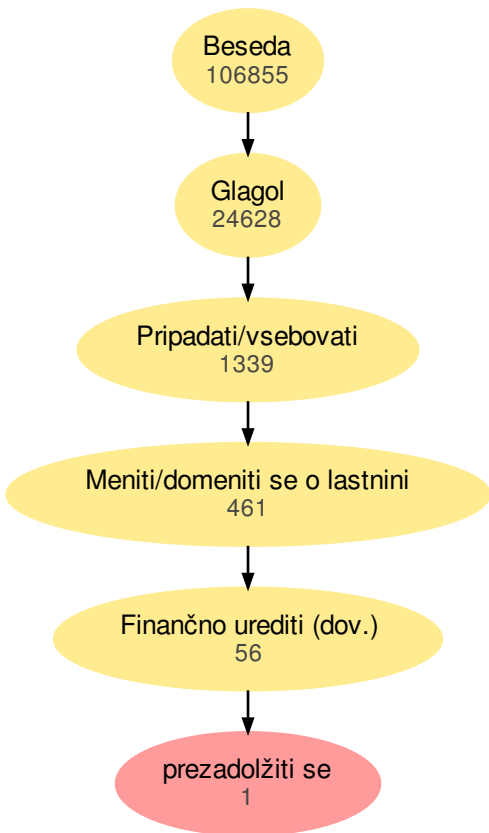 Beseda
106855
Glagol
24628
Pripadati/vsebovati
1339
Meniti/domeniti se o lastnini
461
Finančno urediti (dov.)
56
prezadolžiti se
1